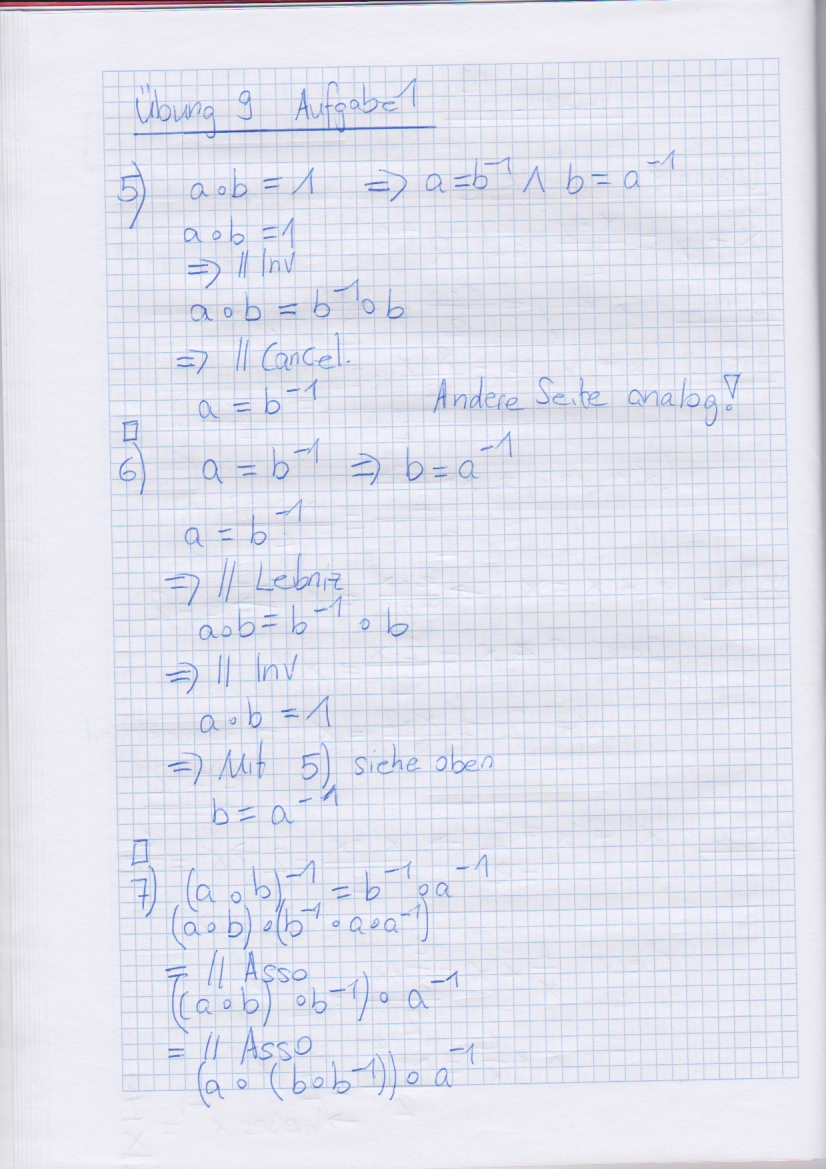 Übung 9 Aufgabe 1
5) a∘b = 1 => a = b⁻¹ ∧ b = a⁻¹
a∘b = 1
=> // Inv
a∘b = b⁻¹∘b
=> // Cancel.
a = b⁻¹ Andere Seite analog!
□
6) a = b⁻¹ => b = a⁻¹
a = b⁻¹
=> // Lebniz
a∘b = b⁻¹∘b
=> // Inv
a∘b = 1
=> Mit 5) siehe oben
b = a⁻¹
□
7) (a∘b)⁻¹ = b⁻¹∘a⁻¹
(a∘b)∘(b⁻¹∘a∘a⁻¹)
= // Asso
((a∘b)∘b⁻¹)∘a⁻¹
= // Asso
(a∘(b∘b⁻¹))∘a⁻¹